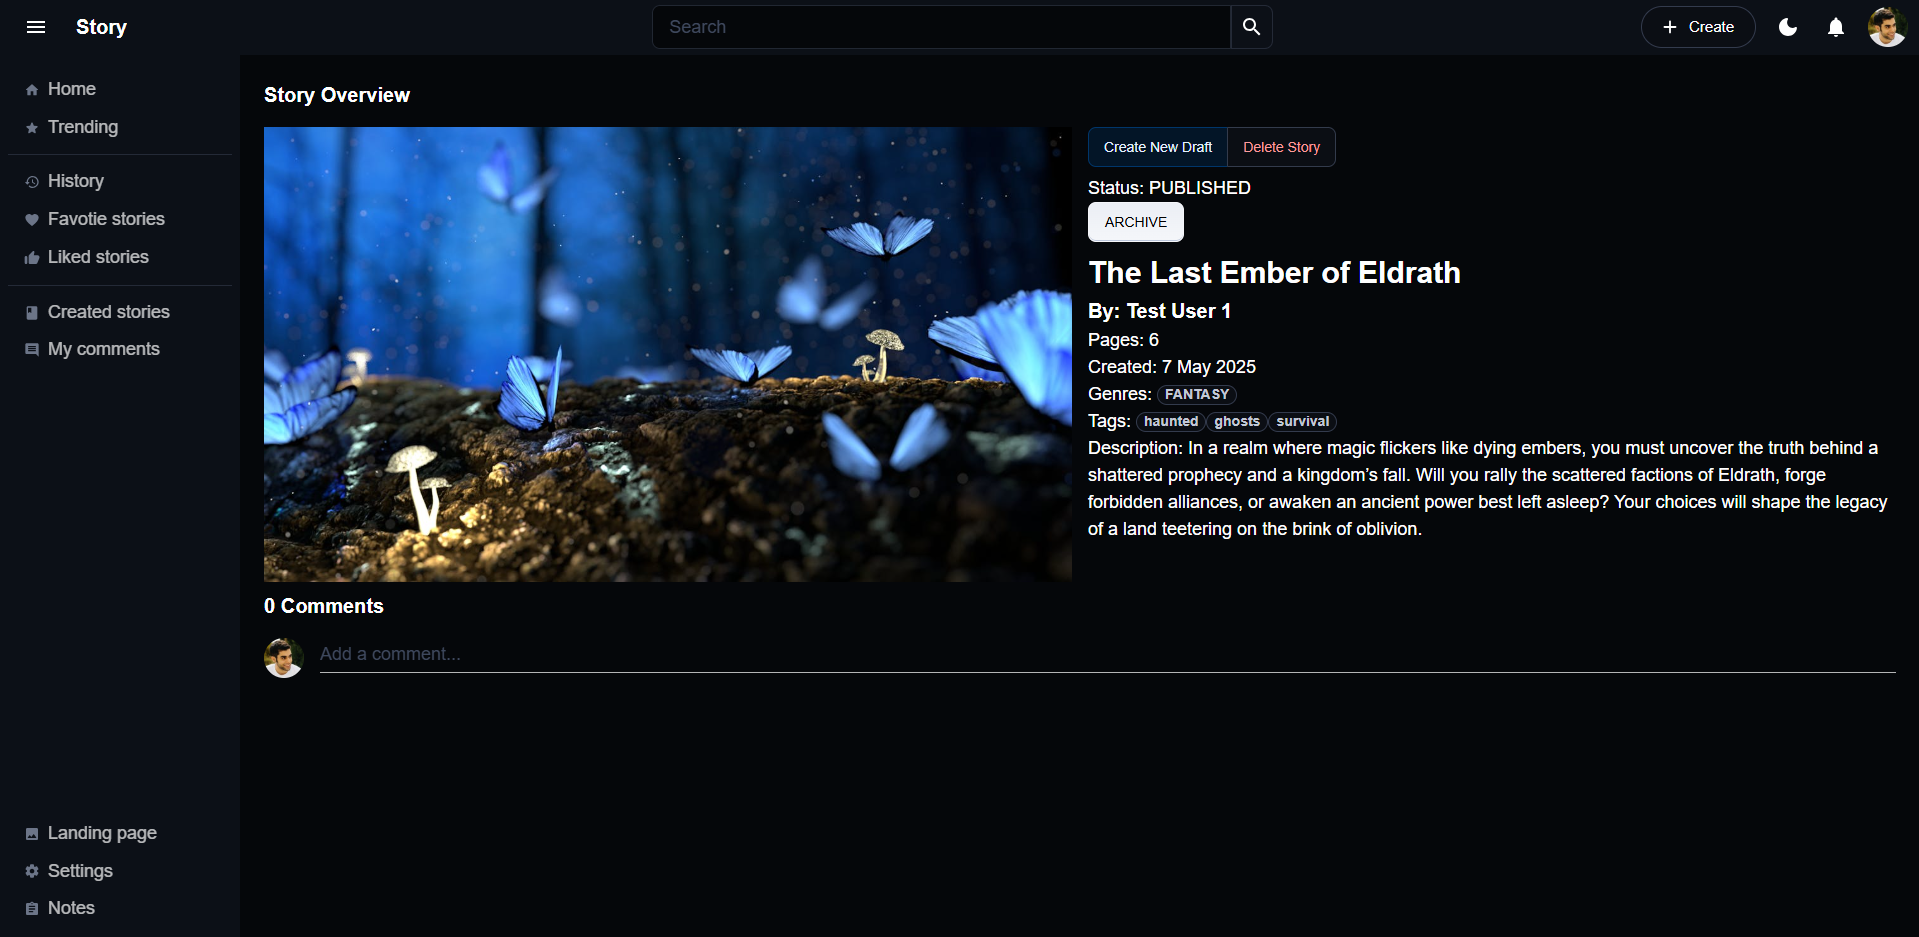 Story
Search
Create
Home
Trending
History
Favotie stories
Liked stories
Created stories
My comments
Landing page
Settings
Notes
Story Overview
Create New Draft
Delete Story
Status: PUBLISHED
ARCHIVE
The Last Ember of Eldrath
By: Test User 1
Pages: 6
Created: 7 May 2025
Genres: FANTASY
Tags: haunted ghosts survival
Description: In a realm where magic flickers like dying embers, you must uncover the truth behind a
shattered prophecy and a kingdom’s fall. Will you rally the scattered factions of Eldrath, forge
forbidden alliances, or awaken an ancient power best left asleep? Your choices will shape the legacy
of a land teetering on the brink of oblivion.
0 Comments
Add a comment...